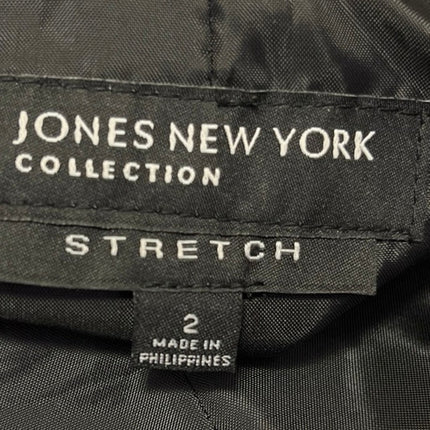 JONES NEW YORK
COLLECTION
STRETCH
2
MADE IN
PHILIPPINES